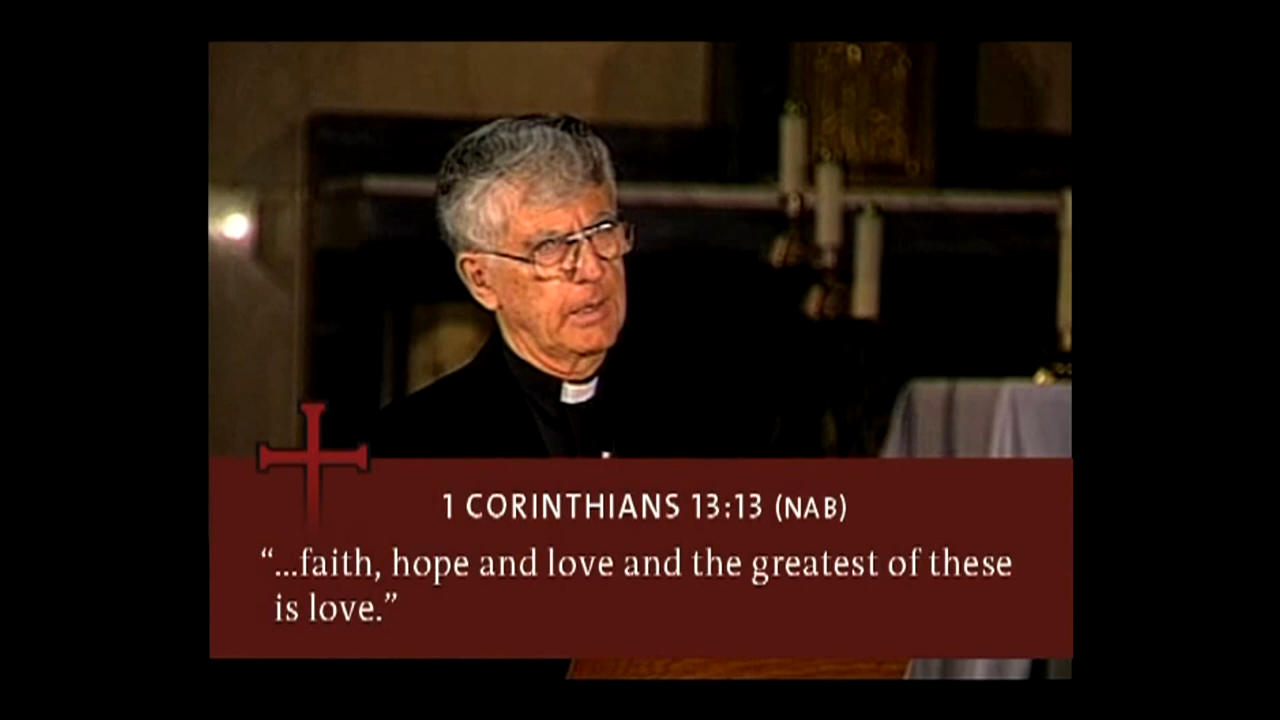 1 CORINTHIANS 13:13 (NAB)
“...faith, hope and love and the greatest of these
is love.”